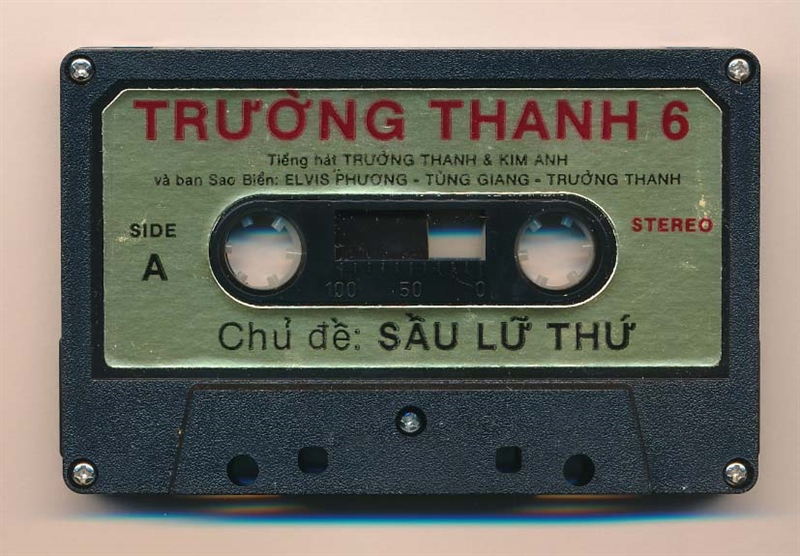 TRƯỜNG THANH 6
Tiếng hát TRƯỜNG THANH & KIM ANH
và ban Sao Biển: ELVIS PHƯƠNG - TÙNG GIANG - TRƯỜNG THANH
SIDE
A
STEREO
100 50 0
Chủ đề: SẦU LỮ THỨ